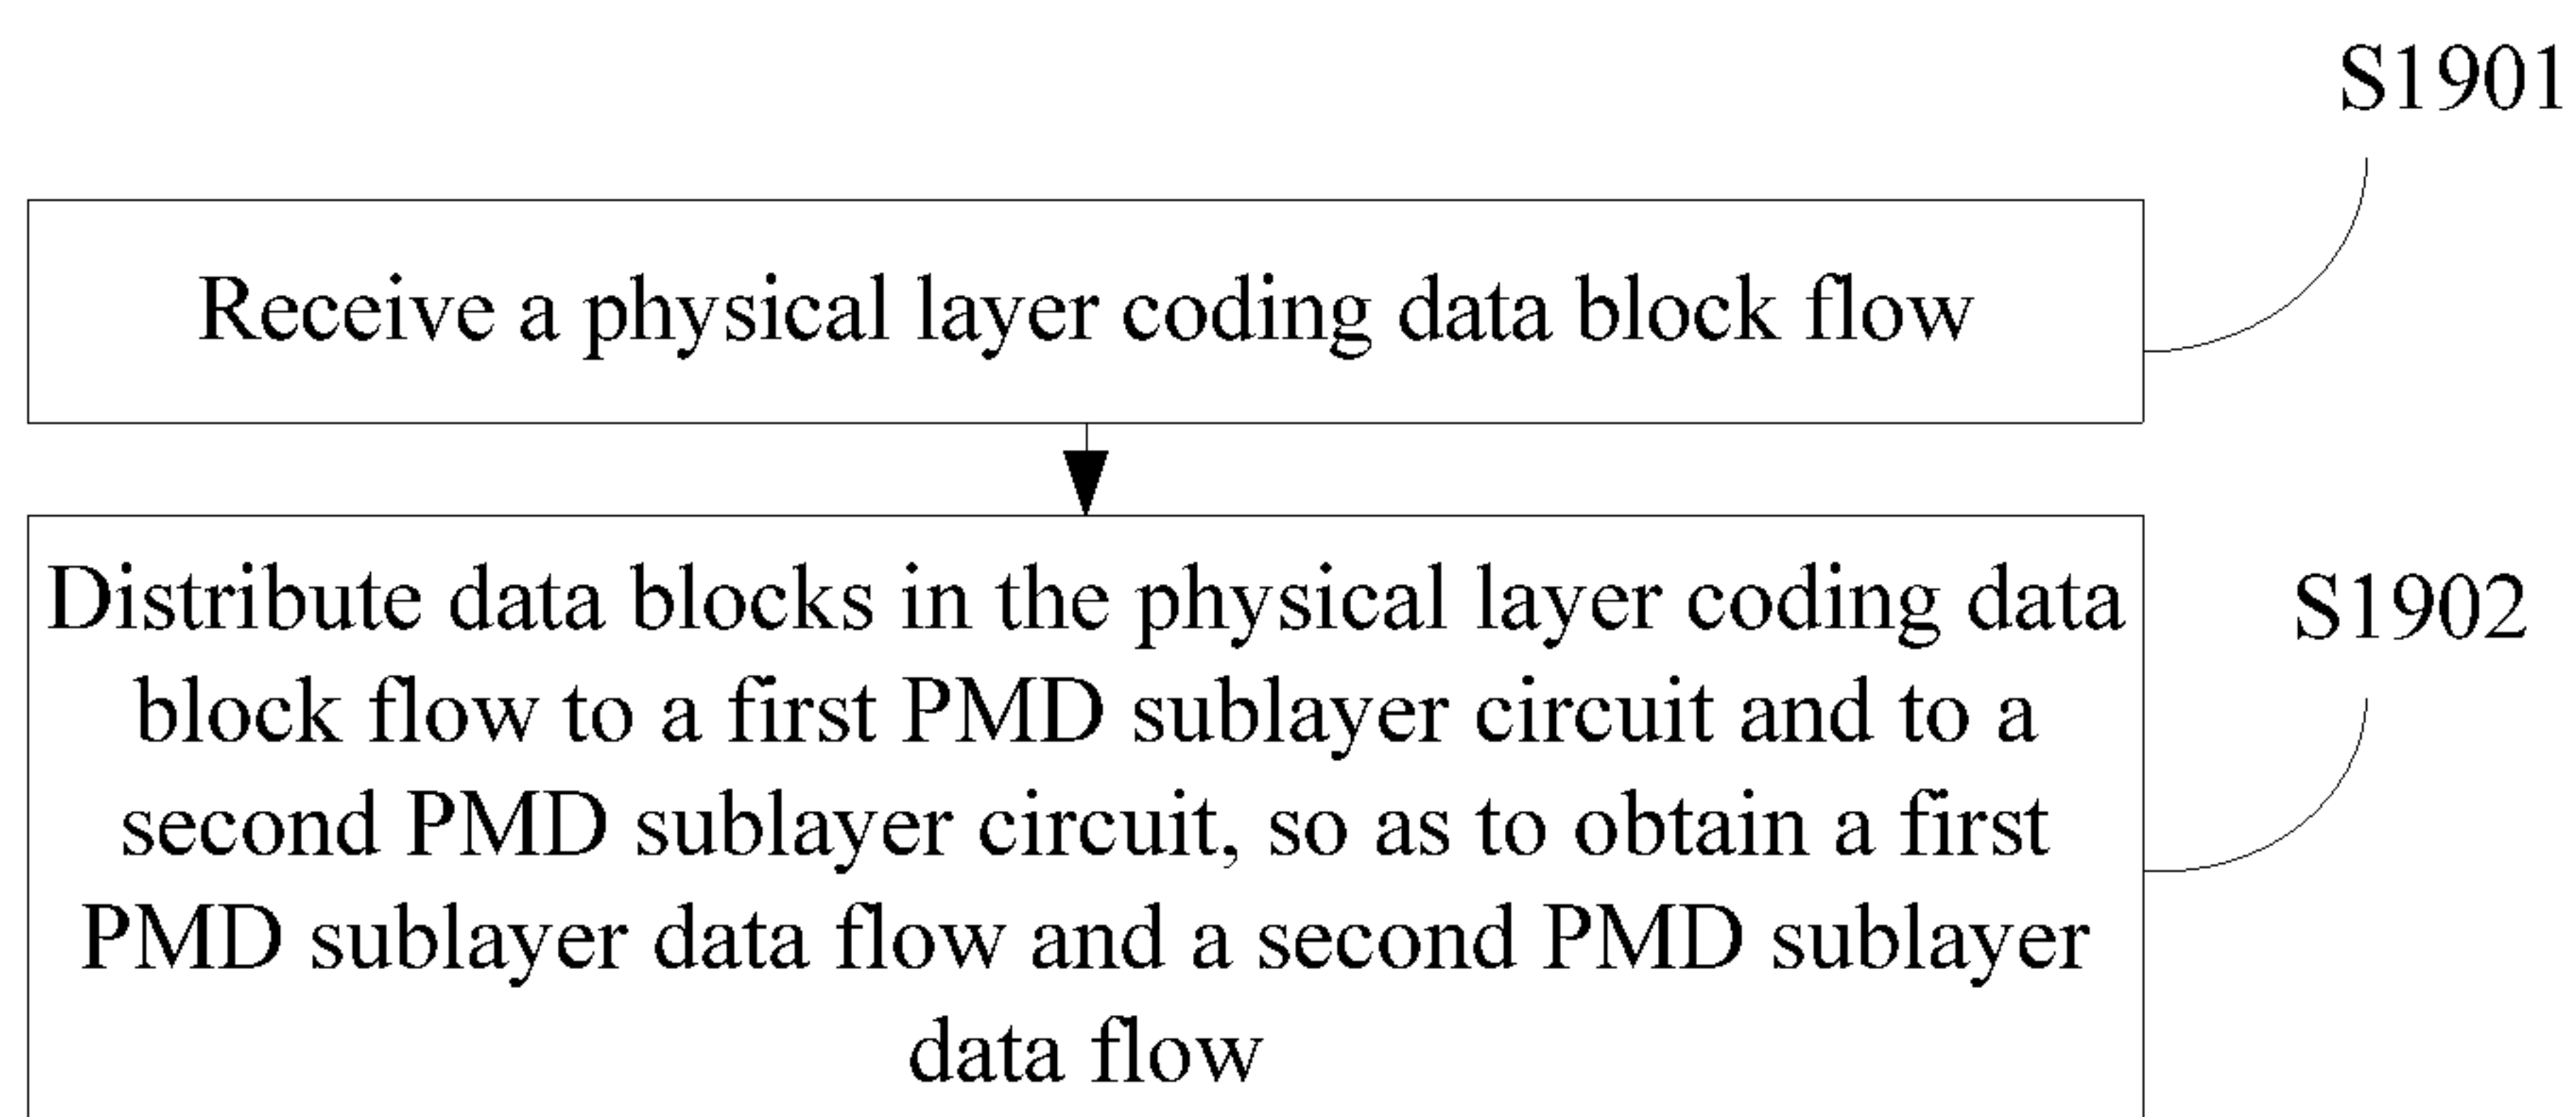 S1901
Receive a physical layer coding data block flow
Distribute data blocks in the physical layer coding data
S1902
block flow to a first PMD sublayer circuit and to a
second PMD sublayer circuit, so as to obtain a first
PMD sublayer data flow and a second PMD sublayer
data flow